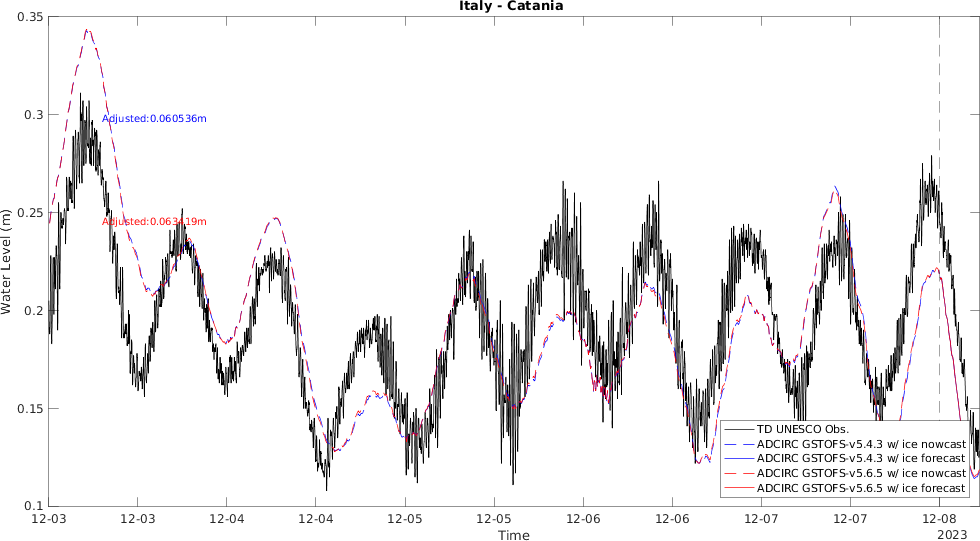 Italy - Catania
0.35
0.3
0.25
0.2
0.15
0.1
Water Level (m)
Adjusted:0.060536m
Adjusted:0.063419m
TD UNESCO Obs.
ADCIRC GSTOFS-v5.4.3 w/ ice nowcast
ADCIRC GSTOFS-v5.4.3 w/ ice forecast
ADCIRC GSTOFS-v5.6.5 w/ ice nowcast
ADCIRC GSTOFS-v5.6.5 w/ ice forecast
12-03 12-03 12-04 12-04 12-05 12-05 12-06 12-06 12-07 12-07 12-08
Time
2023